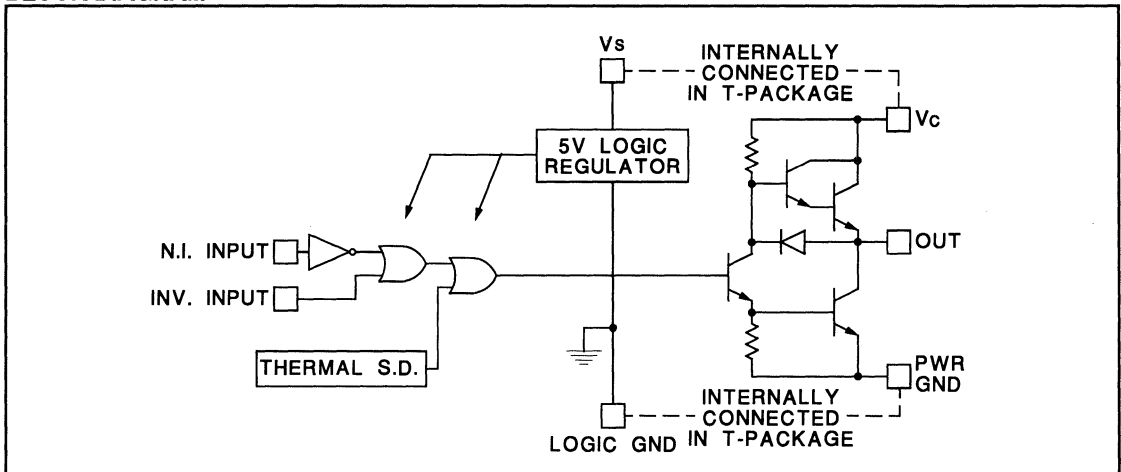 Vs
INTERNALLY
CONNECTED
IN T-PACKAGE
Vc
5V LOGIC
REGULATOR
N.I. INPUT
OUT
INV. INPUT
THERMAL S.D.
PWR
GND
INTERNALLY
CONNECTED
IN T-PACKAGE
LOGIC GND